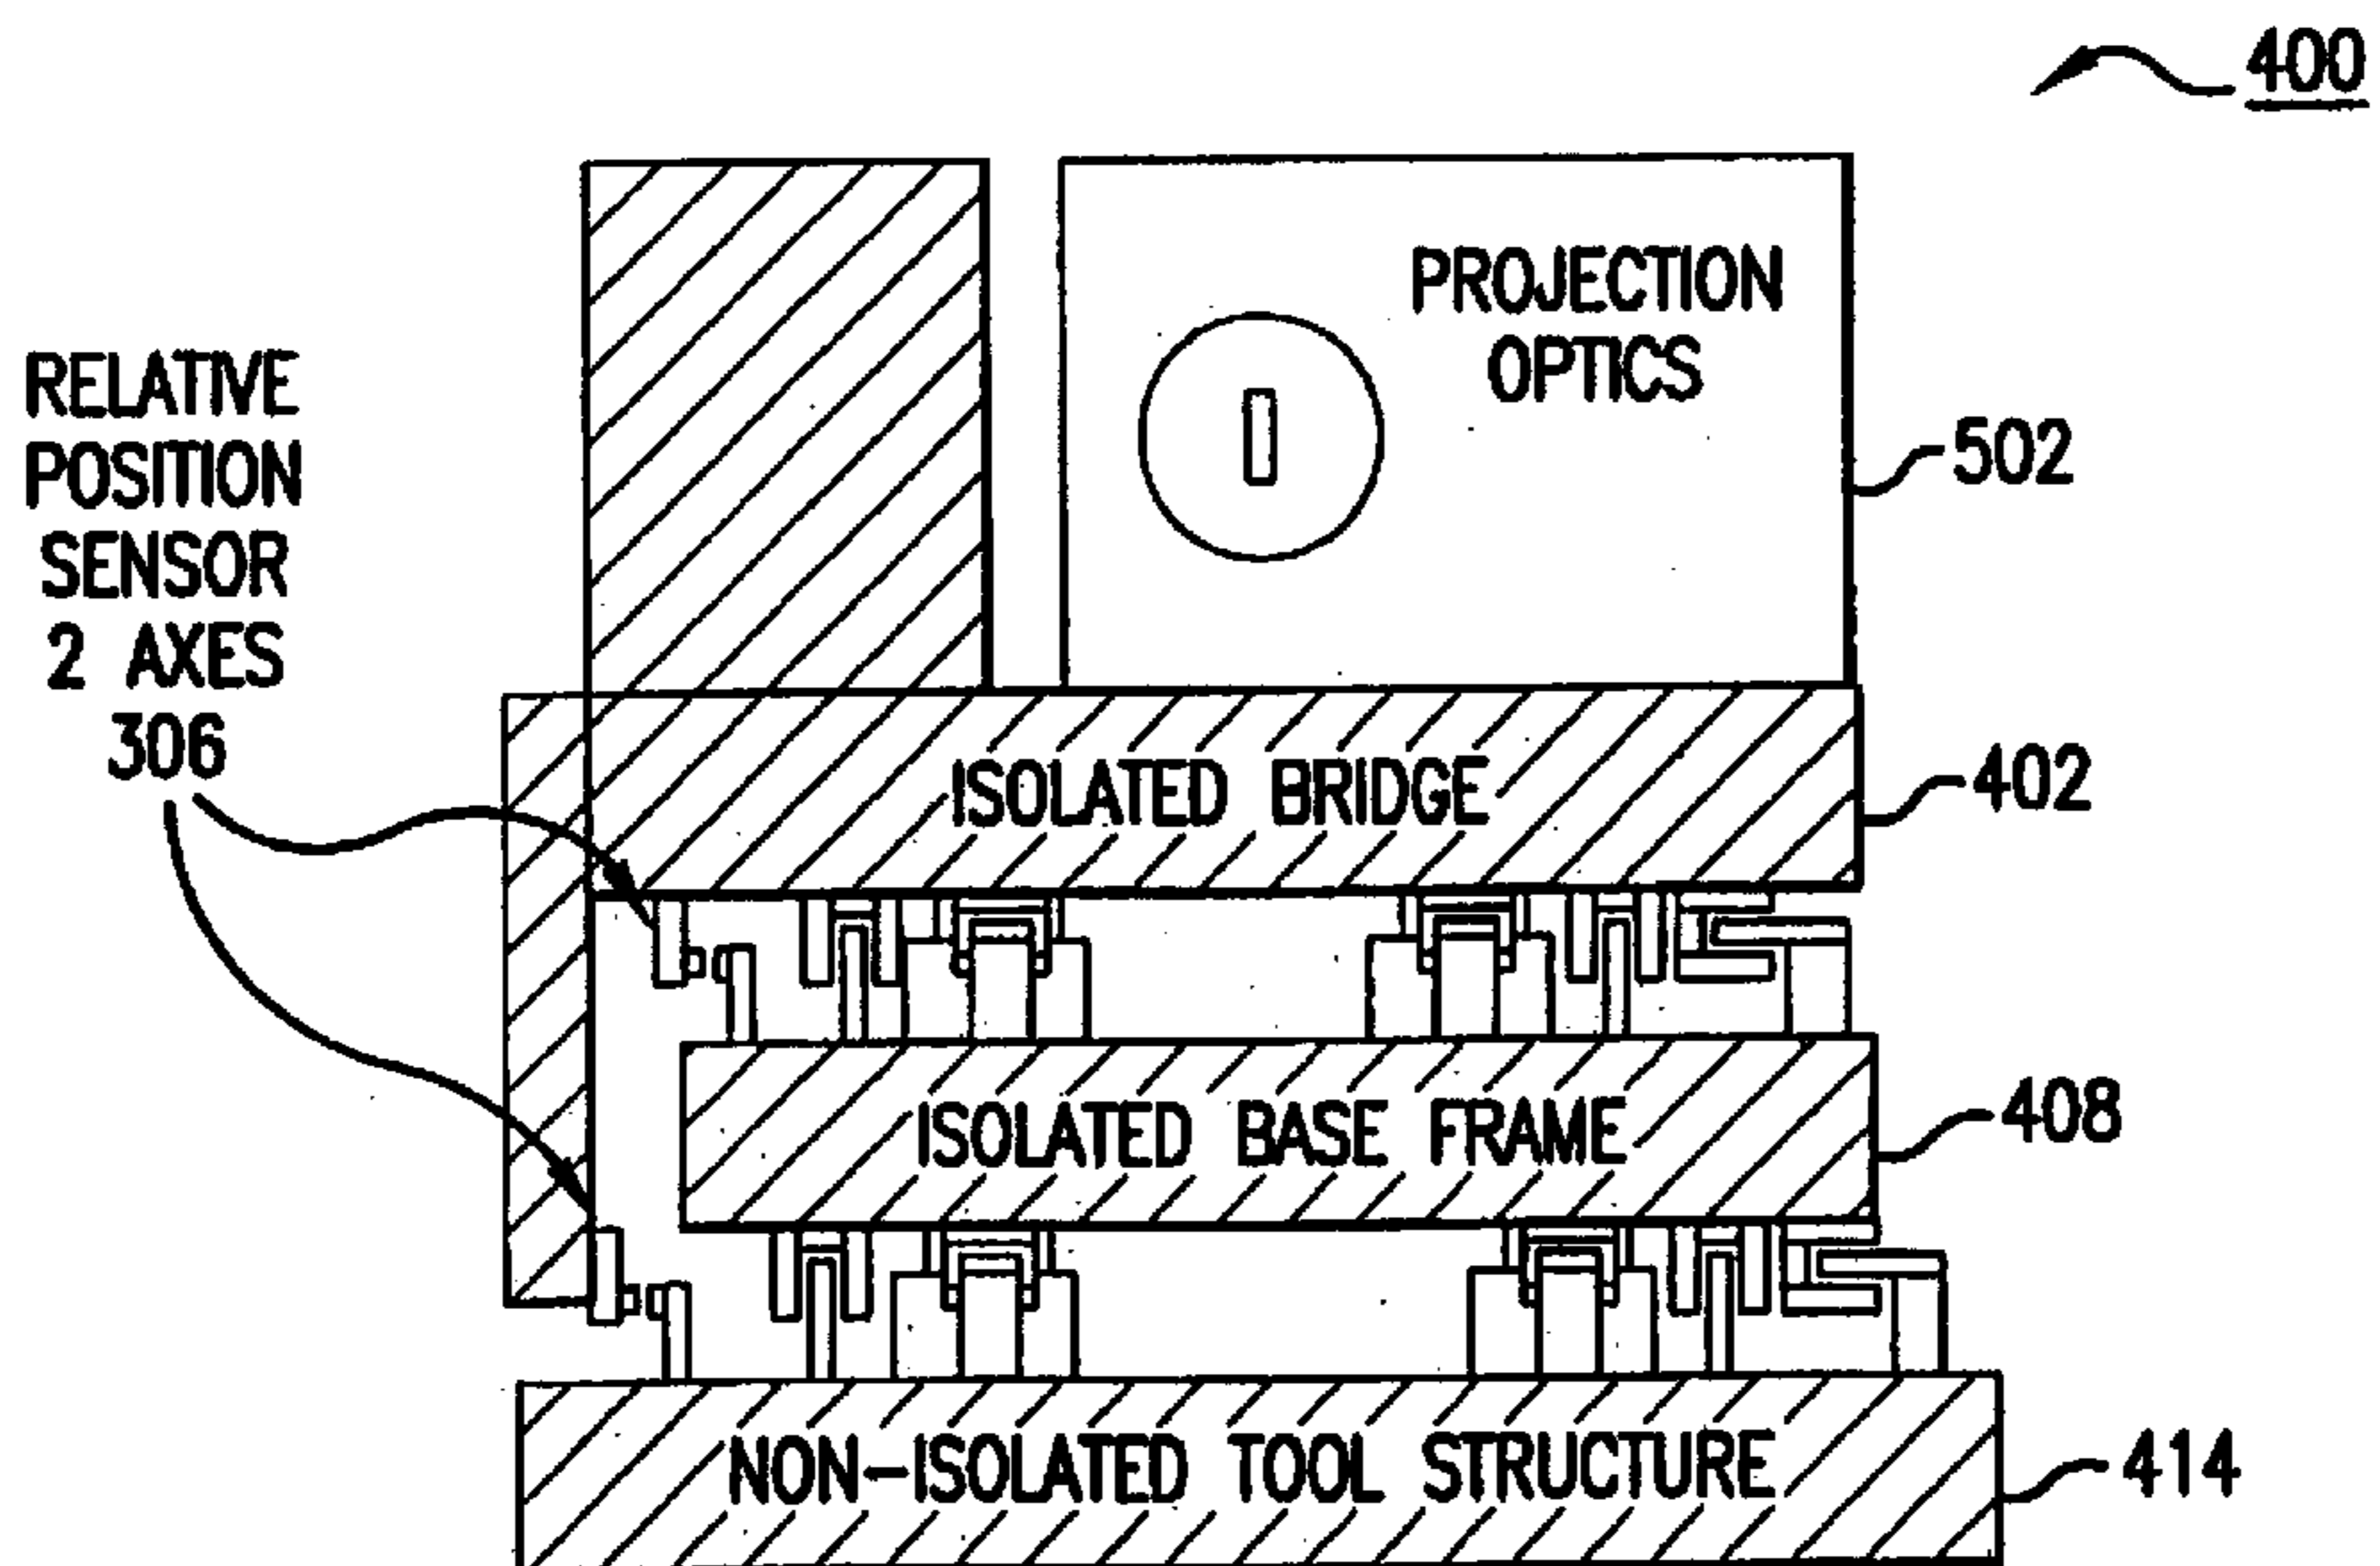 400
PROJECTION
OPTICS
RELATIVE
POSITION
SENSOR
2 AXES
306
502
ISOLATED BRIDGE
402
ISOLATED BASE FRAME
408
NON-ISOLATED TOOL STRUCTURE
414